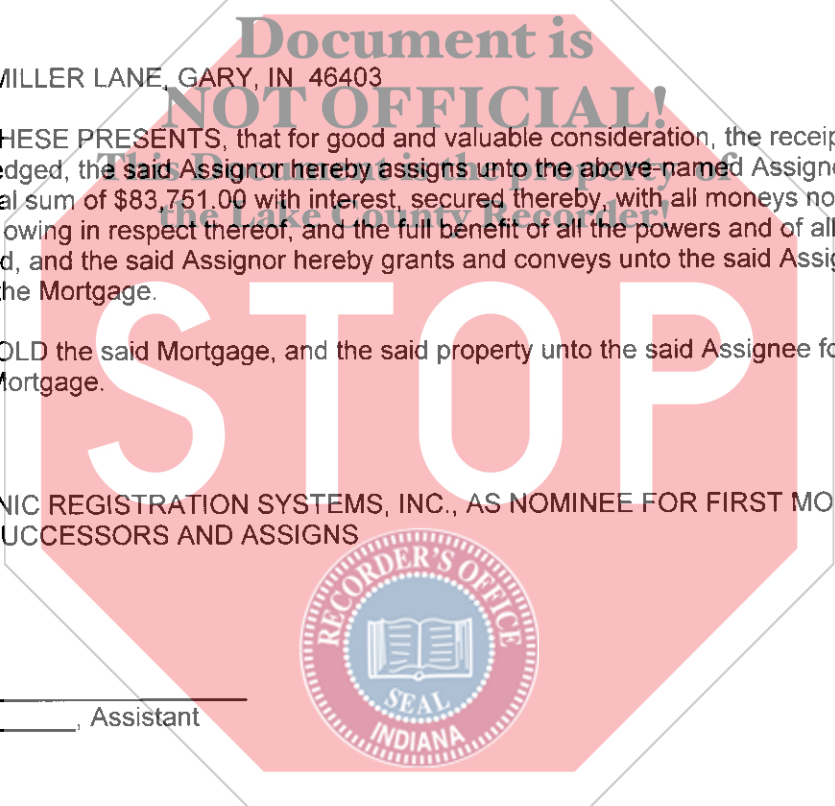 Document is
MILLER LANE, GARY, IN 46403
NOT OFFICIAL!
HESE PRESENTS, that for good and valuable consideration, the receip
edged, the said Assignor hereby assigns unto the above-named Assign
This Document is the property of
al sum of $83,751.00 with interest, secured thereby, with all moneys no
the Lake County Recorder!
owing in respect thereof, and the full benefit of all the powers and of all
d, and the said Assignor hereby grants and conveys unto the said Assig
the Mortgage.
STOP
OLD the said Mortgage, and the said property unto the said Assignee fo
Mortgage.
NIC REGISTRATION SYSTEMS, INC., AS NOMINEE FOR FIRST MO
UCCESSORS AND ASSIGNS
RECORDER'S OFFICE
SEAL
INDIANA
, Assistant